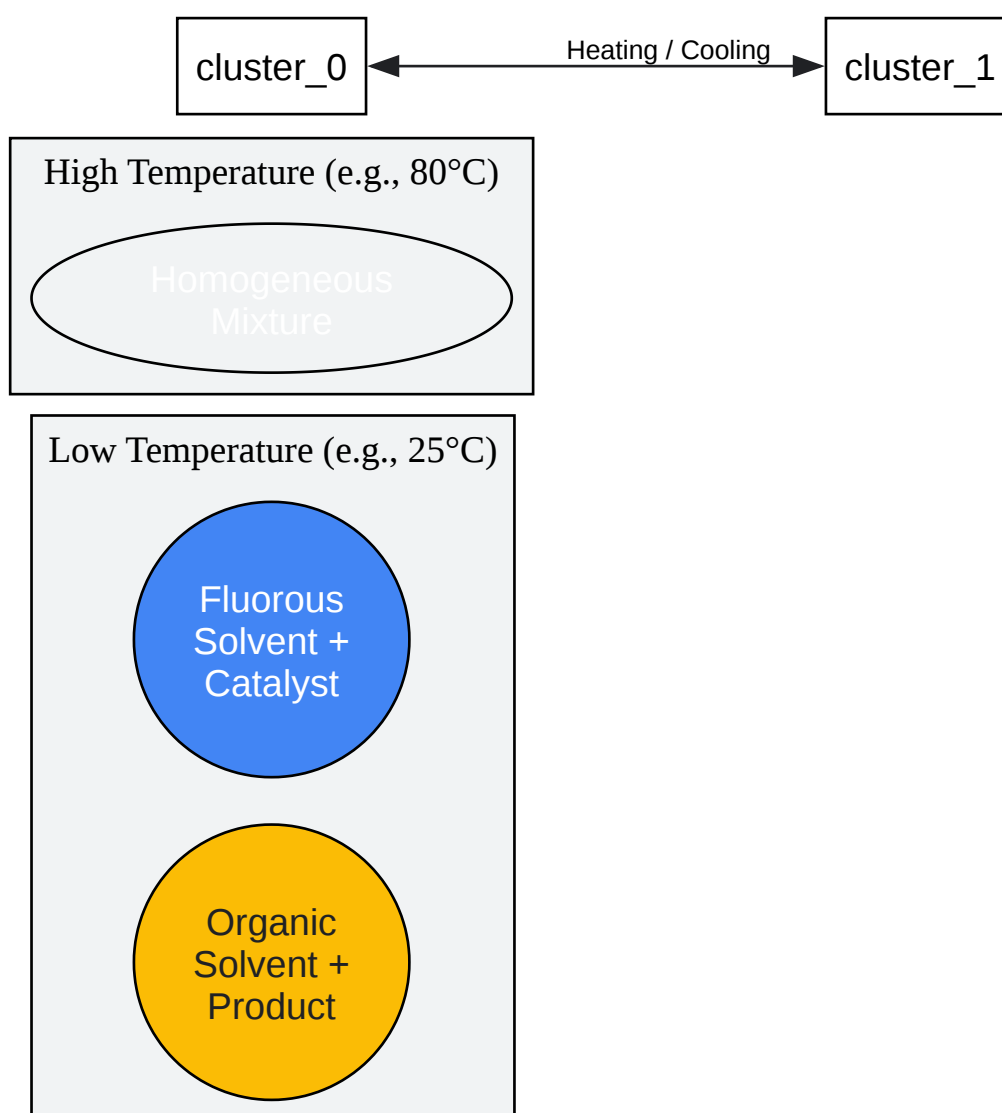 cluster_0
Heating / Cooling
cluster_1
High Temperature (e.g., 80°C)
Homogeneous
Mixture
Low Temperature (e.g., 25°C)
Fluorous
Solvent +
Catalyst
Organic
Solvent +
Product